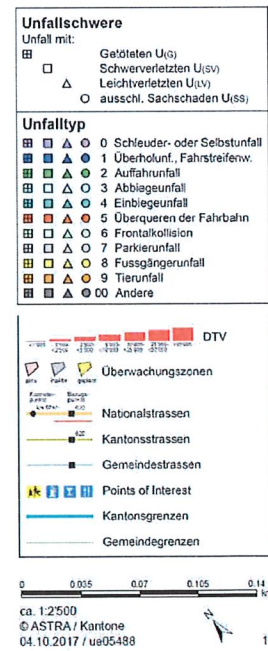 Unfallschwere
Unfall mit:
Getöteten U(G)
Schwerverletzten U(SV)
Leichtverletzten U(LV)
ausschl. Sachschaden U(SS)
Unfalltyp
0 Schleuder- oder Selbstunfall
1 Überholunf., Fahrstreifenw.
2 Auffahrunfall
3 Abbiegeunfall
4 Einbiegeunfall
5 Überqueren der Fahrbahn
6 Frontalkollision
7 Parkierunfall
8 Fussgängerunfall
9 Tierunfall
00 Andere
DTV
Überwachungszonen
Nationalstrassen
Kantonsstrassen
Gemeindestrassen
Points of Interest
Kantonsgrenzen
Gemeindegrenzen
0 0.035 0.07 0.105 0.14
ca. 1:2'500
© ASTRA / Kantone
04.10.2017 / ue05488
N
1